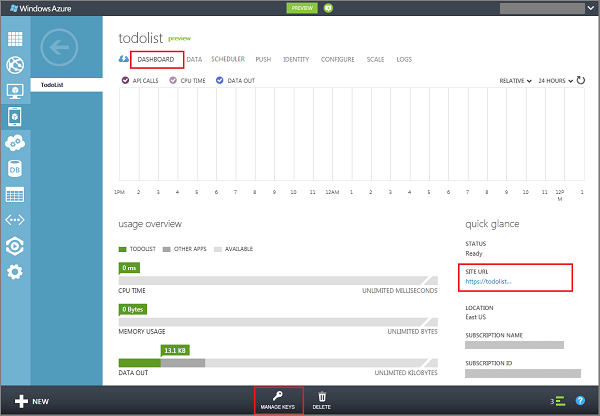 Windows Azure
PREVIEW
todolist preview
DASHBOARD DATA SCHEDULER PUSH IDENTITY CONFIGURE SCALE LOGS
TodoList
API CALLS CPU TIME DATA OUT
RELATIVE 24 HOURS
1PM 2 3 4 5 6 7 8 9 10 11 12AM 1 2 3 4 5 6 7 8 9 10 11 12PM 1
usage overview
TODOLIST OTHER APPS AVAILABLE
0 ms
CPU TIME UNLIMITED MILLISECONDS
0 Bytes
MEMORY USAGE UNLIMITED BYTES
13.1 KB
DATA OUT UNLIMITED KILOBYTES
quick glance
STATUS
Ready
SITE URL
https://todolist...
LOCATION
East US
SUBSCRIPTION NAME
SUBSCRIPTION ID
DB
NEW
MANAGE KEYS
DELETE
3
?